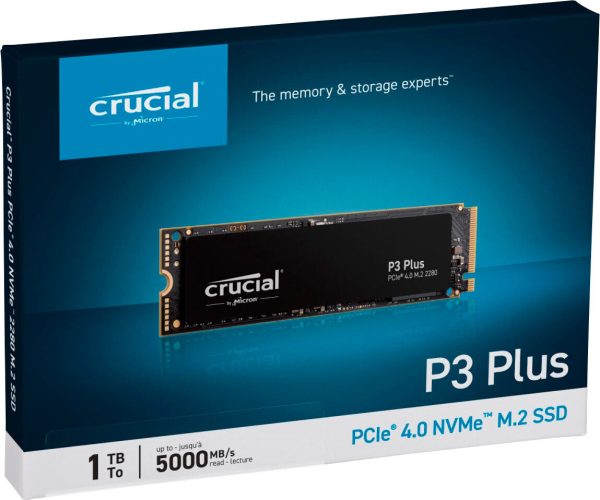 crucial
by Micron
The memory & storage experts™
Crucial® P3 Plus PCIe® 4.0 NVMe™ 2280 M.2 SSD
crucial
by Micron
P3 Plus
PCIe® 4.0 M.2 2280
P3 Plus
PCIe® 4.0 NVMe™ M.2 SSD
1 TB
To
up to - jusqu'à
5000 MB/s
read - lecture